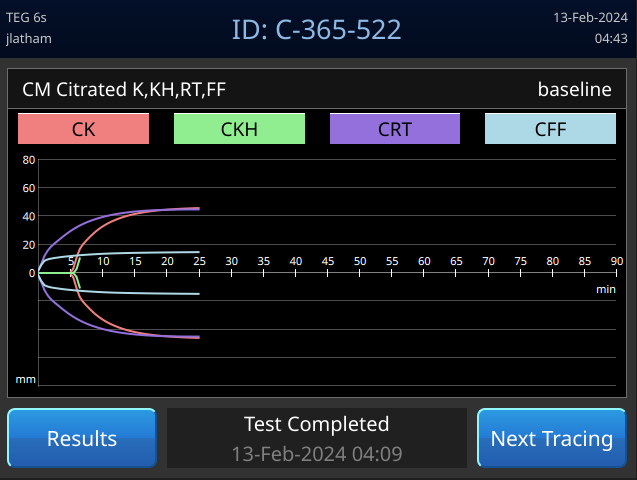 TEG 6s
jlatham
ID: C-365-522
13-Feb-2024
04:43
CM Citrated K,KH,RT,FF
baseline
CK
CKH
CRT
CFF
80
60
40
20
0
5 10 15 20 25 30 35 40 45 50 55 60 65 70 75 80 85 90
min
mm
Results
Test Completed
13-Feb-2024 04:09
Next Tracing